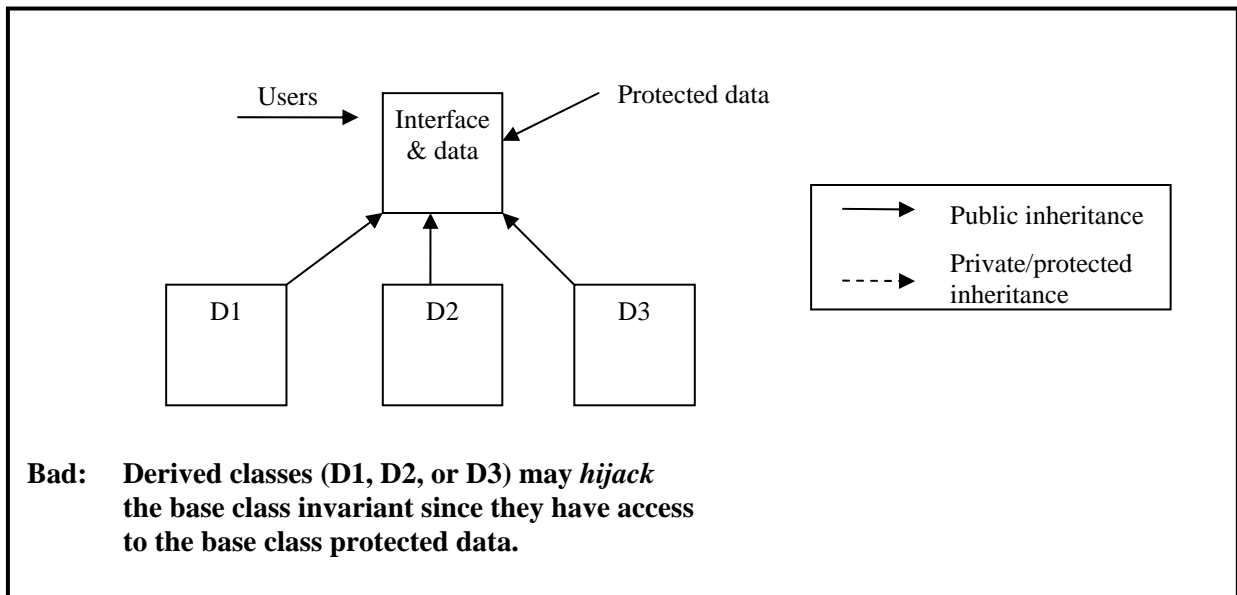 Users
Interface
& data
Protected data
Public inheritance
Private/protected
inheritance
D1
D2
D3
Bad: Derived classes (D1, D2, or D3) may hijack
the base class invariant since they have access
to the base class protected data.